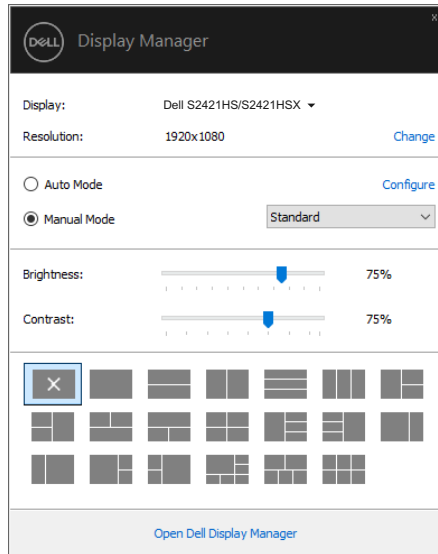 x
DELL Display Manager
Display: Dell S2421HS/S2421HSX
Resolution: 1920x1080 Change
Auto Mode Configure
Manual Mode Standard
Brightness: 75%
Contrast: 75%
Open Dell Display Manager